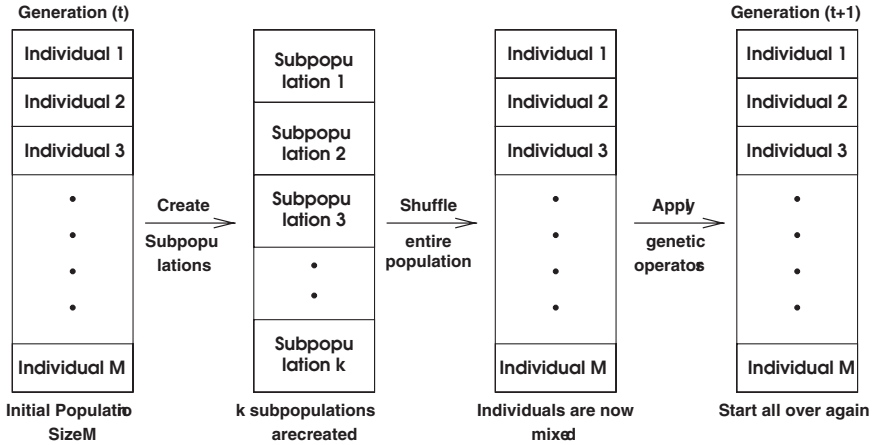 Generation (t)
Individual 1
Individual 2
Individual 3
Individual M
Initial Populatio
Size M
Create
Subpopu
lations
Subpopu
lation 1
Subpopu
lation 2
Subpopu
lation 3
Subpopu
lation k
k subpopulations
arecreated
Shuffle
entire
population
Individual 1
Individual 2
Individual 3
Individual M
Individuals are now
mixed
Apply
genetic
Generation (t+1)
Individual 1
Individual 2
Individual 3
Individual M
Start all over again